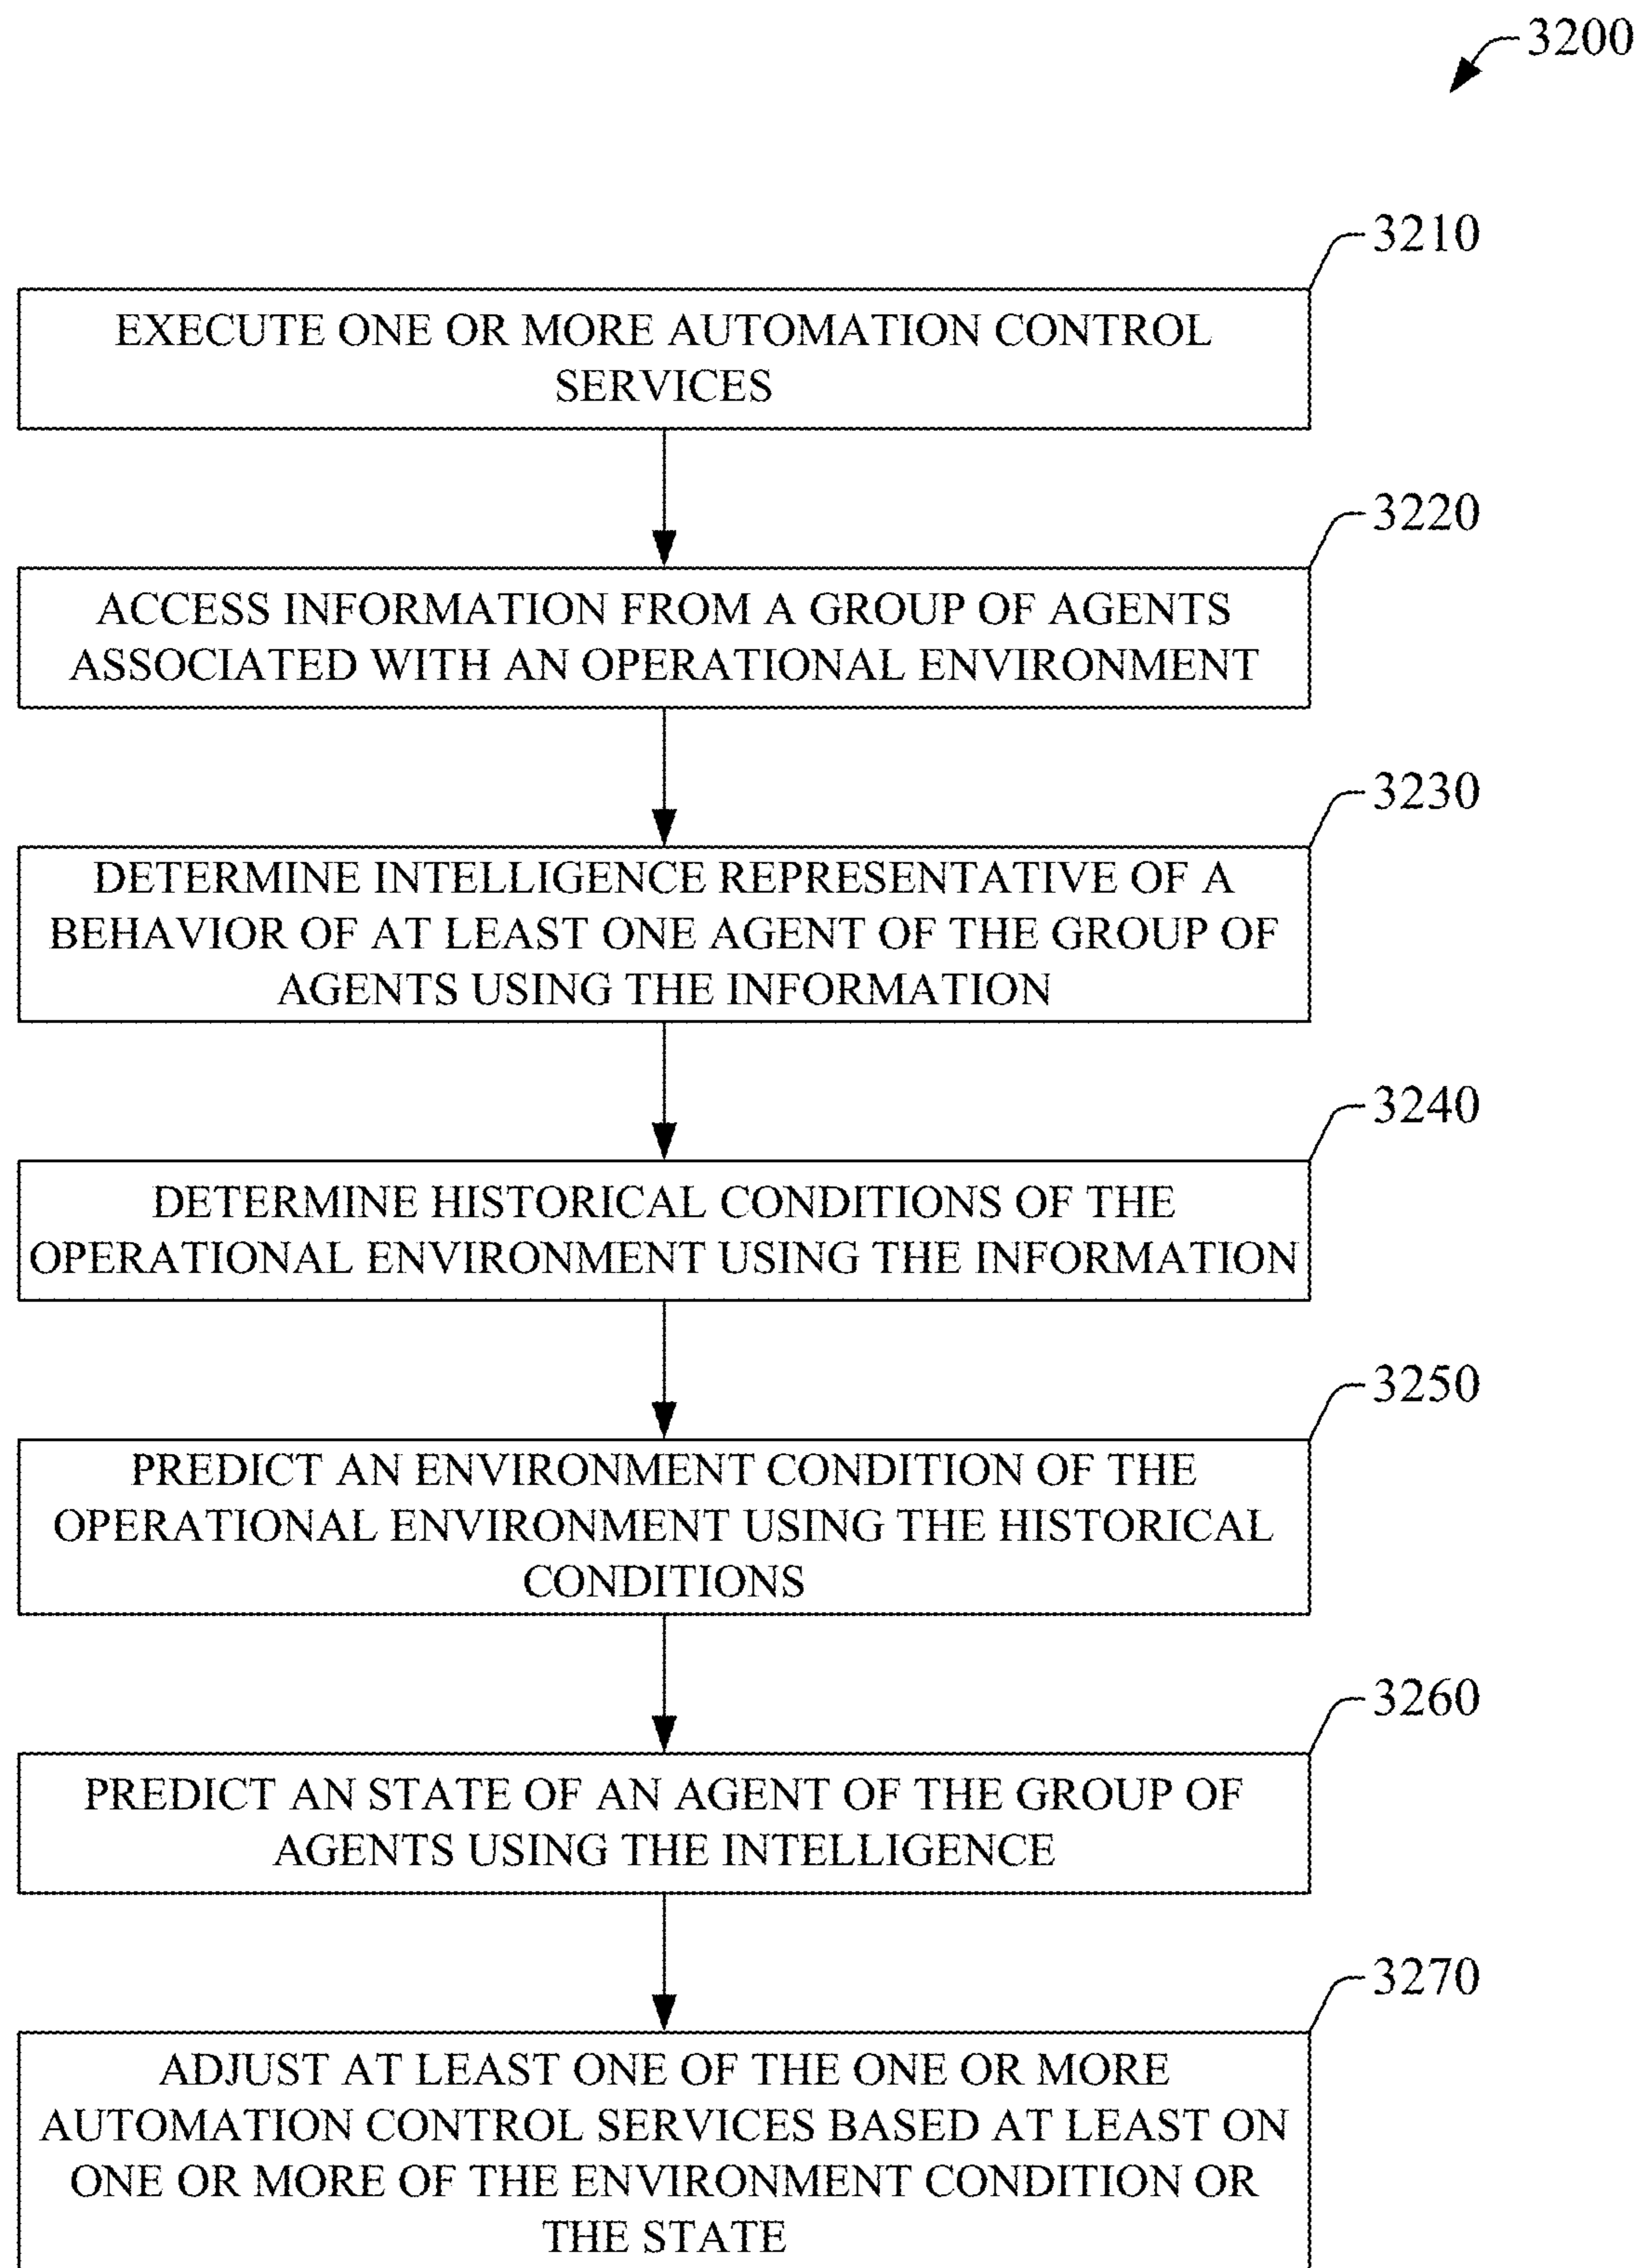 3200
3210
EXECUTE ONE OR MORE AUTOMATION CONTROL
SERVICES
3220
ACCESS INFORMATION FROM A GROUP OF AGENTS
ASSOCIATED WITH AN OPERATIONAL ENVIRONMENT
3230
DETERMINE INTELLIGENCE REPRESENTATIVE OF A
BEHAVIOR OF AT LEAST ONE AGENT OF THE GROUP OF
AGENTS USING THE INFORMATION
3240
DETERMINE HISTORICAL CONDITIONS OF THE
OPERATIONAL ENVIRONMENT USING THE INFORMATION
3250
PREDICT AN ENVIRONMENT CONDITION OF THE
OPERATIONAL ENVIRONMENT USING THE HISTORICAL
CONDITIONS
3260
PREDICT AN STATE OF AN AGENT OF THE GROUP OF
AGENTS USING THE INTELLIGENCE
3270
ADJUST AT LEAST ONE OF THE ONE OR MORE
AUTOMATION CONTROL SERVICES BASED AT LEAST ON
ONE OR MORE OF THE ENVIRONMENT CONDITION OR
THE STATE